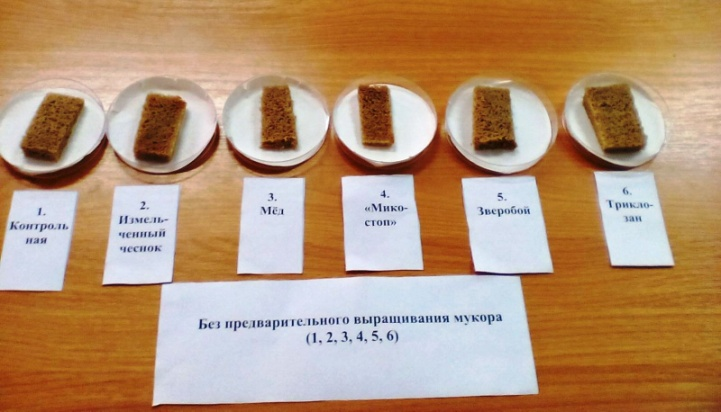 1.
Контроль
ная
2.
Измель-
ченный
чеснок
3.
Мёд
4.
«Мико-
стоп»
5.
Зверобой
6.
Трикло-
зан
Без предварительного выращивания мукора
(1, 2, 3, 4, 5, 6)